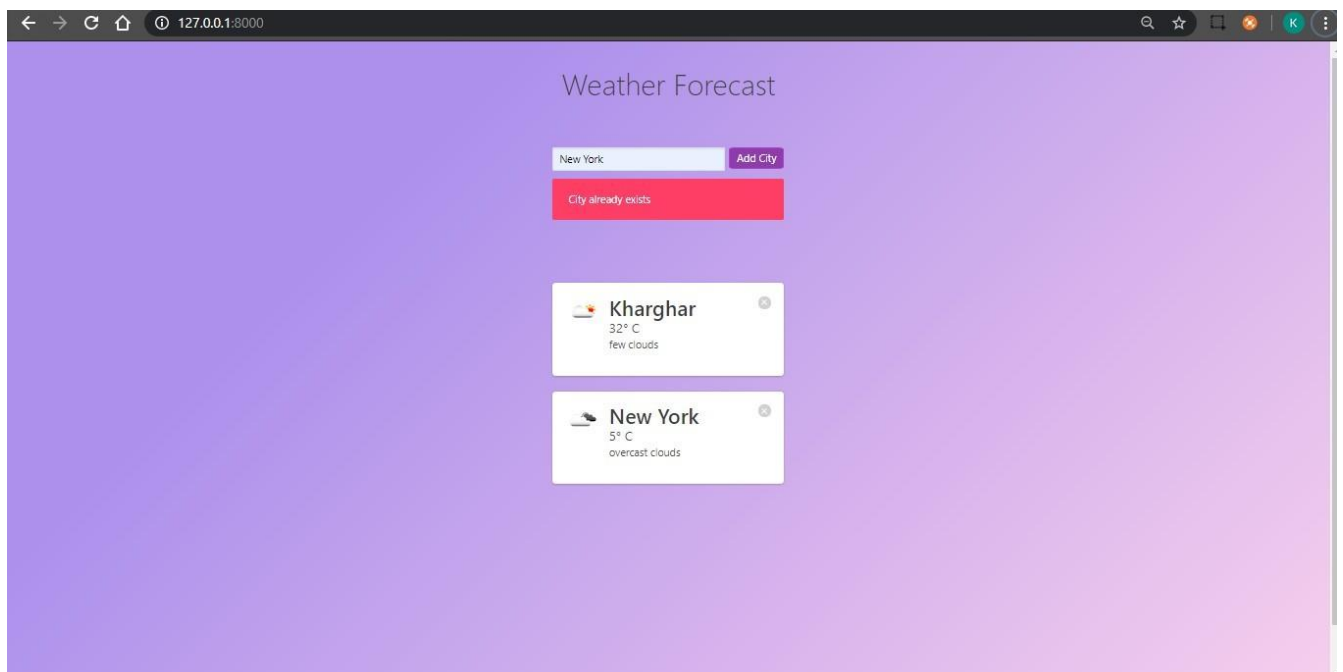 127.0.0.1:8000
K
Weather Forecast
New York
Add City
City already exists
Kharghar
32° C
few clouds
New York
5° C
overcast clouds